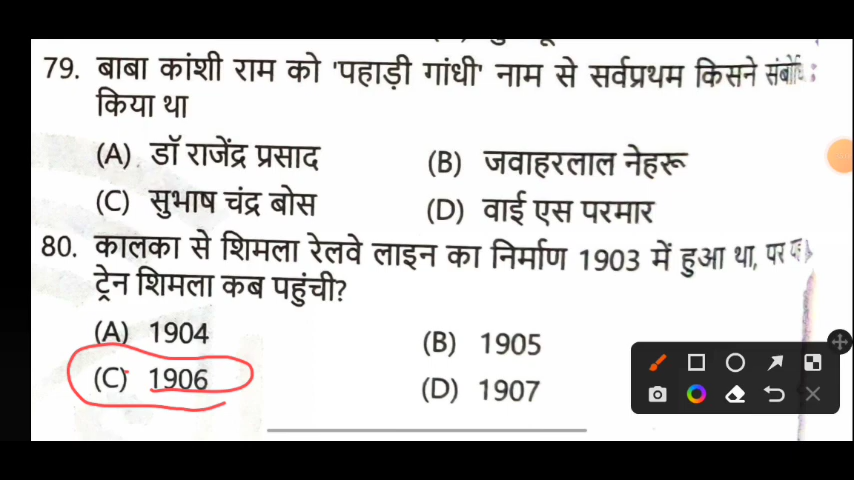 79. बाबा कांशी राम को 'पहाड़ी गांधी' नाम से सर्वप्रथम किसने
किया था
(A) डॉ राजेंद्र प्रसाद (B) जवाहरलाल नेहरू
(C) सुभाष चंद्र बोस (D) वाई एस परमार
80. कालका से शिमला रेलवे लाइन का निर्माण 1903 में हुआ था, पर
ट्रेन शिमला कब पहुंची?
(A) 1904 (B) 1905
(C) 1906 (D) 1907